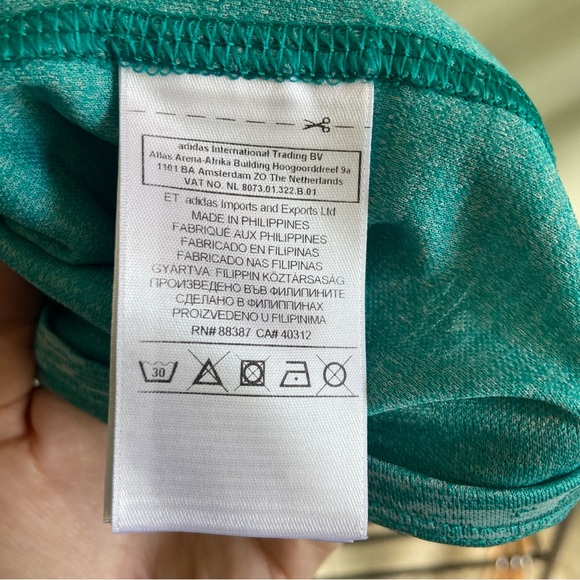 adidas International Trading BV
Atlas Arena-Afrika Building Hoogoorddreef 9a
1101 BA Amsterdam ZO The Netherlands
VAT NO. NL 8073.01.322.B.01
ET adidas Imports and Exports Ltd
MADE IN PHILIPPINES
FABRIQUÉ AUX PHILIPPINES
FABRICADO EN FILIPINAS
FABRICADO NAS FILIPINAS
GYÁRTVA: FILIPPIN KÖZTÁRSASÁG
ПРОИЗВЕДЕНО ВЪВ ФИЛИПИНИТЕ
СДЕЛАНО В ФИЛИППИНАХ
PROIZVEDENO U FILIPINIMA
RN# 88387 CA# 40312
30